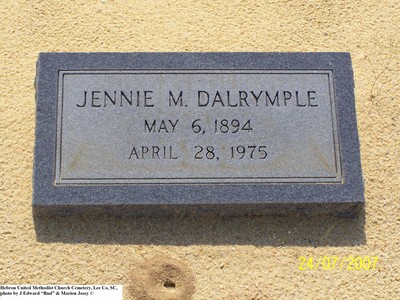 JENNIE M. DALRYMPLE
MAY 6, 1894
APRIL 28, 1975
24/07/2007
Hebron United Methodist Church Cemetery, Lee Co, SC,
photo by J Edward "Bud" & Marion Josey ©